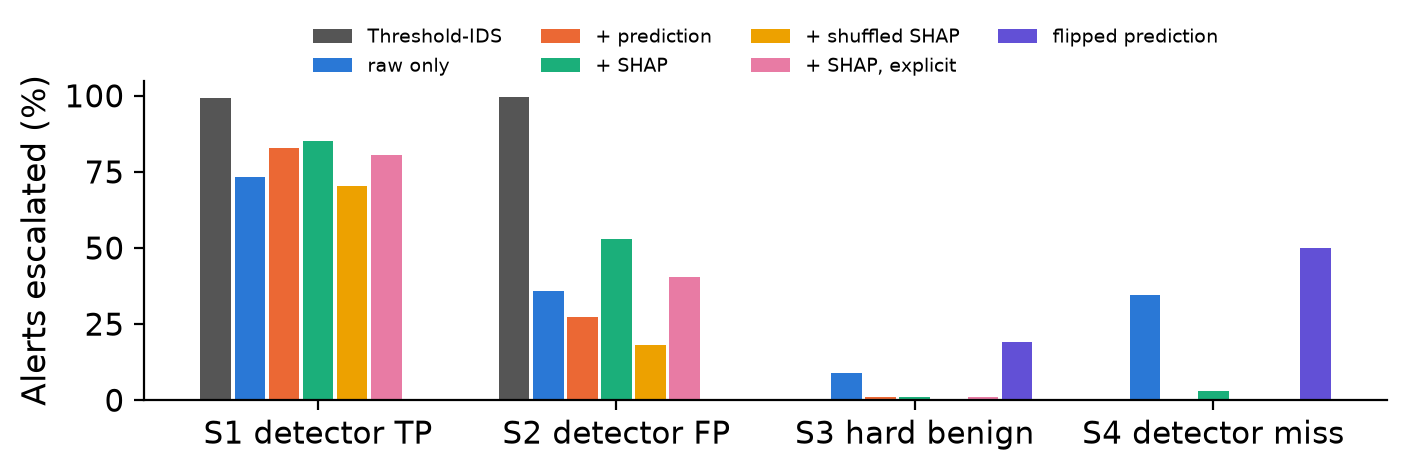 Threshold-IDS
+ prediction
+ shuffled SHAP
flipped prediction
raw only
+ SHAP
+ SHAP, explicit
Alerts escalated (%)
100
75
50
25
0
S1 detector TP
S2 detector FP
S3 hard benign
S4 detector miss